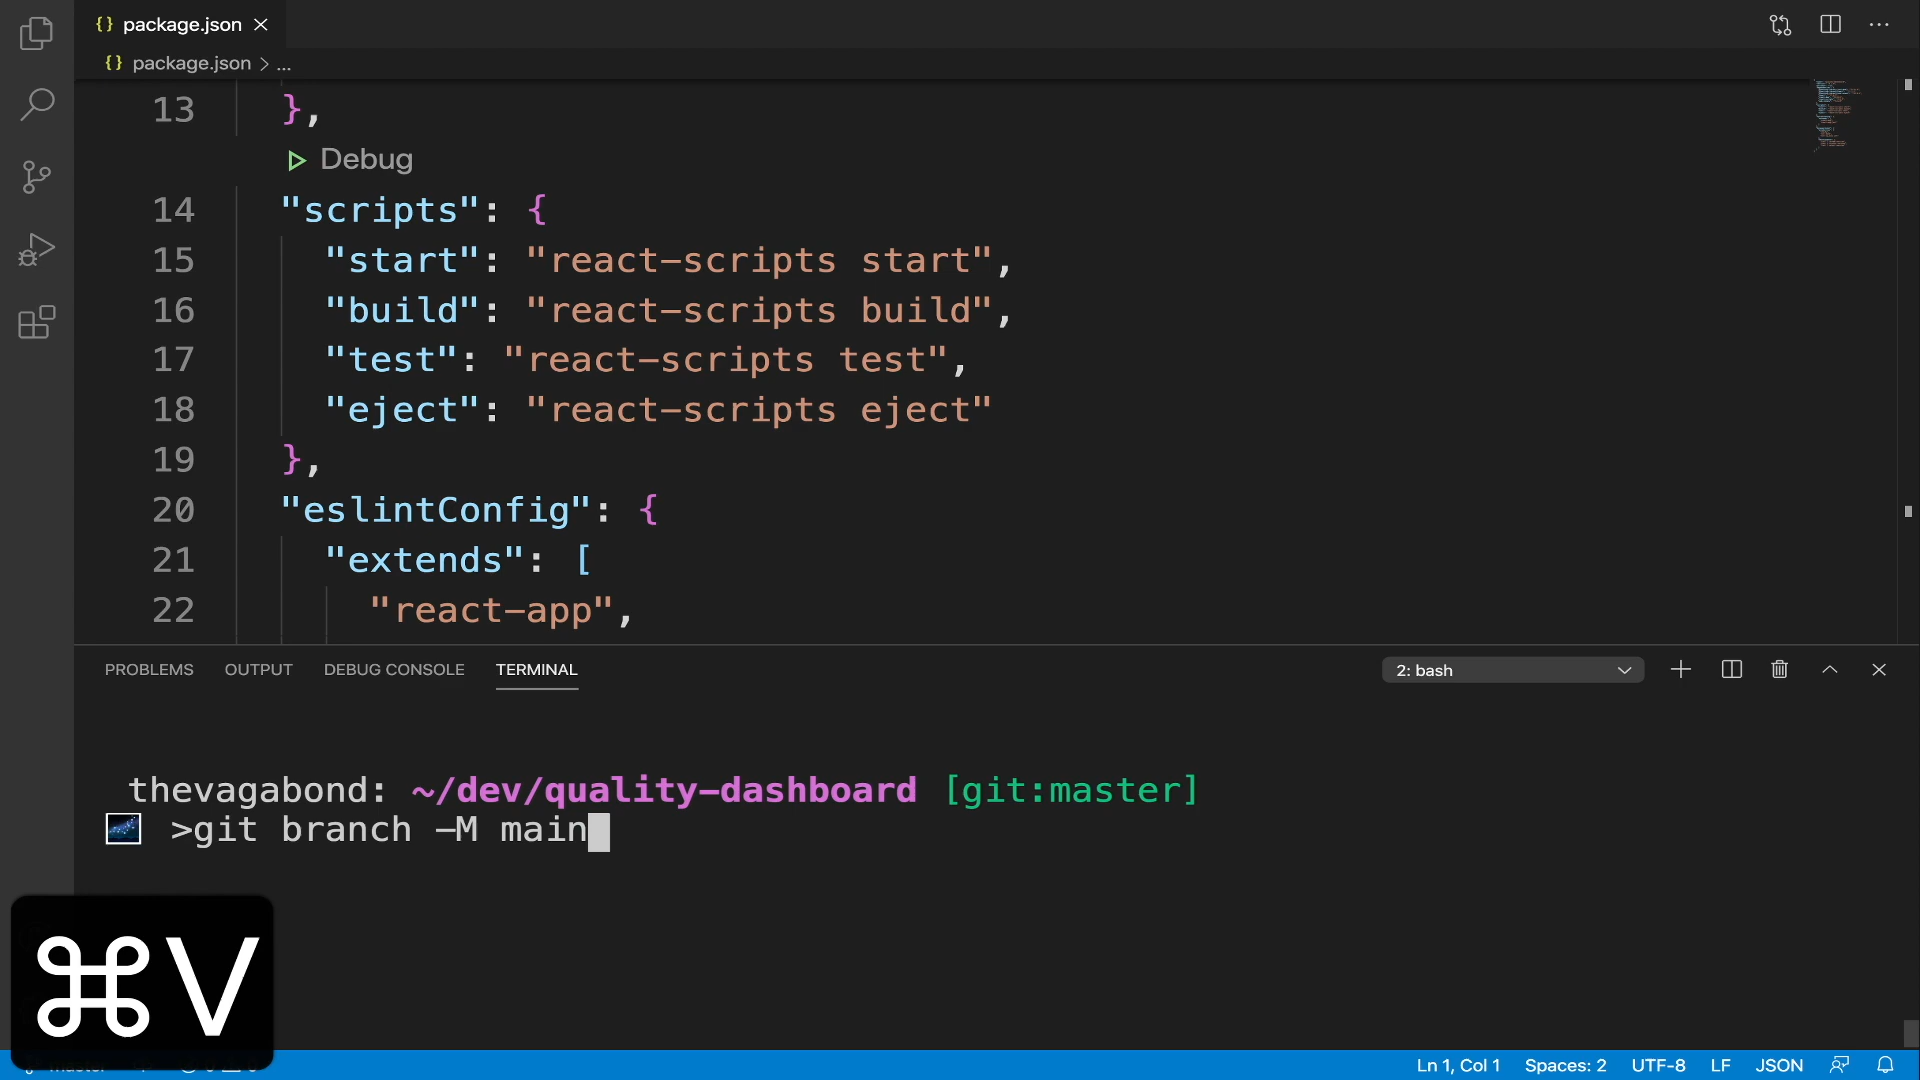 {} package.json ×
{} package.json > ...
13 },
Debug
14 "scripts": {
15 "start": "react-scripts start",
16 "build": "react-scripts build",
17 "test": "react-scripts test",
18 "eject": "react-scripts eject"
19 },
20 "eslintConfig": {
21 "extends": [
22 "react-app",
PROBLEMS OUTPUT DEBUG CONSOLE TERMINAL 2: bash
thevagabond: ~/dev/quality-dashboard [git:master]
>git branch -M main
⌘V
Ln 1, Col 1 Spaces: 2 UTF-8 LF JSON